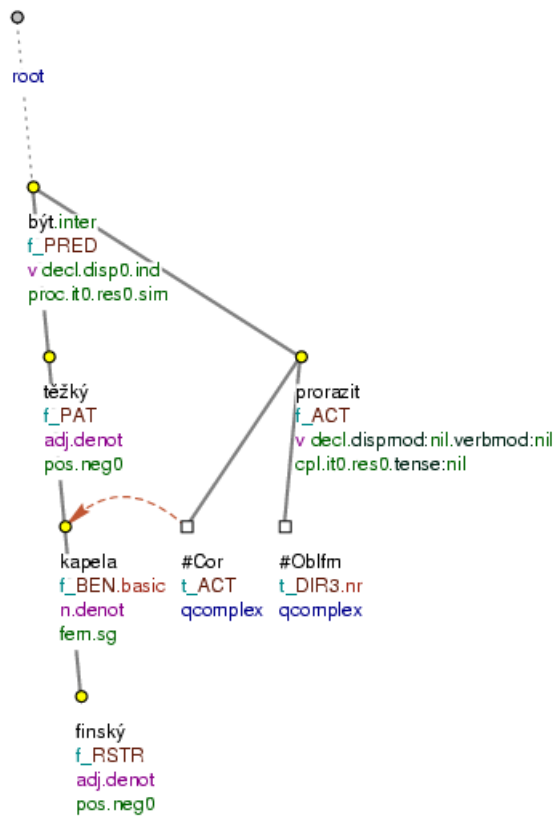 root
být.inter
f_PRED
v decl.disp0.ind
proc.it0.res0.sim
těžký
f_PAT
adj.denot
pos.neg0
prorazit
f_ACT
v decl.dispmod:nil.verbmod:nil
cpl.it0.res0.tense:nil
kapela
f_BEN.basic
n.denot
fem.sg
#Cor
t_ACT
qcomplex
#Oblfm
t_DIR3.nr
qcomplex
finský
f_RSTR
adj.denot
pos.neg0